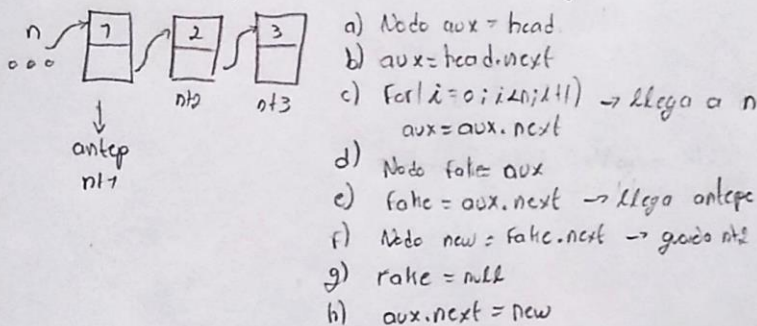 n 1 2 3
n+2 n+3
antep
n+1
a) Nodo aux = head
b) aux = head.next
c) For(i=0; i<n; i++) → llega a n
aux = aux.next
d) Nodo fake = aux
e) fake = aux.next → llega antepe
f) Nodo new = fake.next → guardo n+2
g) fake = null
h) aux.next = new